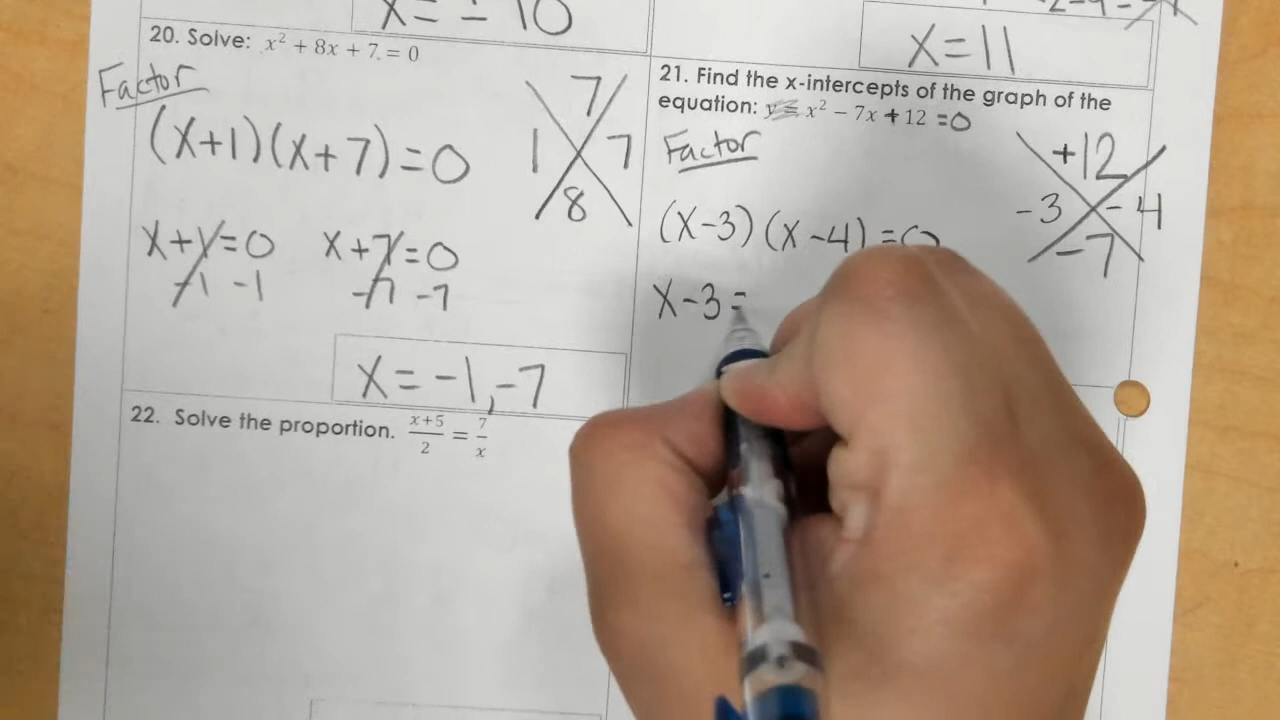 x = ± 10
x = 11
20. Solve: x² + 8x + 7 = 0
Factor
7
1 7
8
(x+1)(x+7)=0
x+1=0 x+7=0
-1 -1 -7 -7
x = -1, -7
21. Find the x-intercepts of the graph of the
equation: y = x² − 7x + 12 =0
Factor
+12
-3 -4
-7
(x-3)(x-4)=0
x-3=
22. Solve the proportion. (x+5)/2 = 7/x